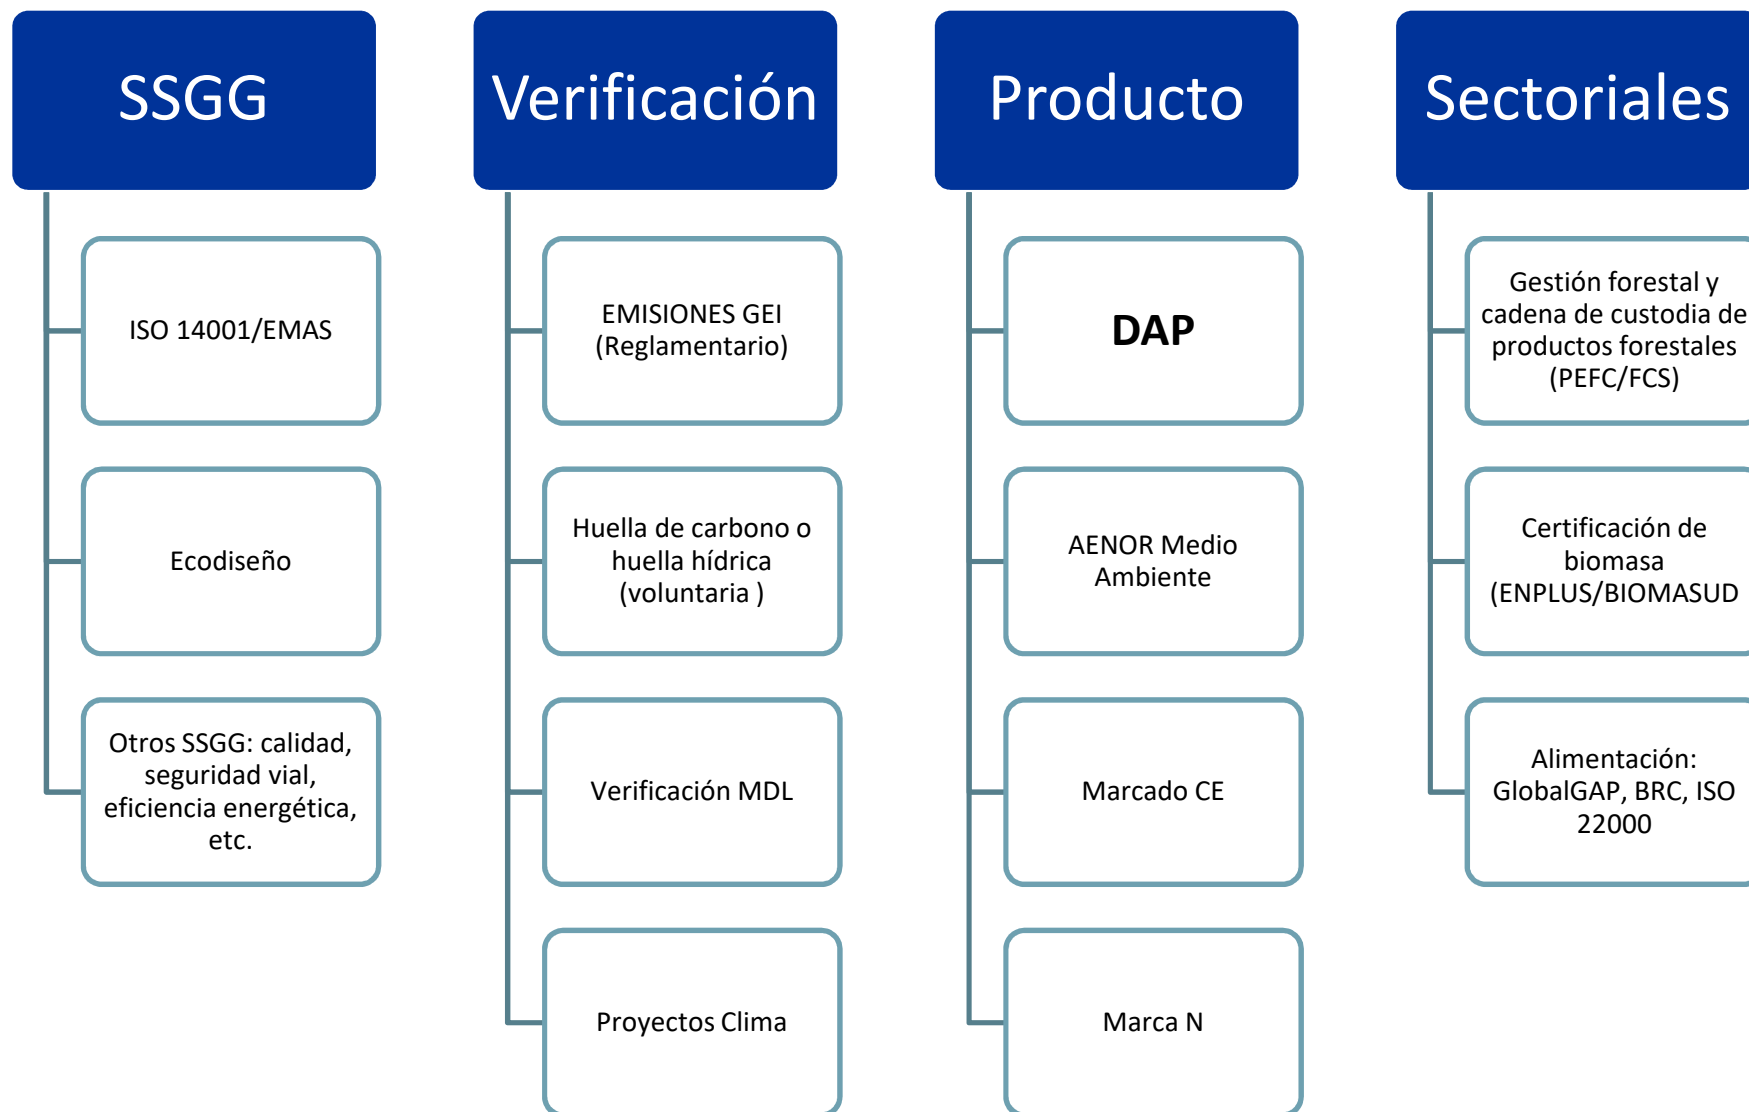 SSGG
ISO 14001/EMAS
Ecodiseño
Otros SSGG: calidad,
seguridad vial,
eficiencia energética,
etc.
Verificación
EMISIONES GEI
(Reglamentario)
Huella de carbono o
huella hídrica
(voluntaria )
Verificación MDL
Proyectos Clima
Producto
DAP
AENOR Medio
Ambiente
Marcado CE
Marca N
Sectoriales
Gestión forestal y
cadena de custodia de
productos forestales
(PEFC/FCS)
Certificación de
biomasa
(ENPLUS/BIOMASUD
Alimentación:
GlobalGAP, BRC, ISO
22000